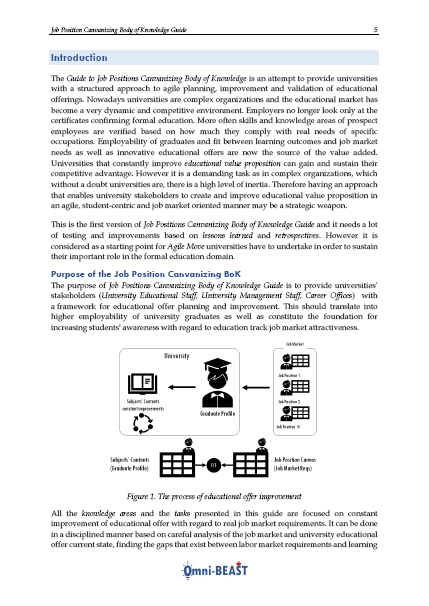 Job Position Canvanizing Body of Knowledge Guide 5
Introduction
The Guide to Job Positions Canvanizing Body of Knowledge is an attempt to provide universities
with a structured approach to agile planning, improvement and validation of educational
offerings. Nowadays universities are complex organizations and the educational market has
become a very dynamic and competitive environment. Employers no longer look only at the
certificates confirming formal education. More often skills and knowledge areas of prospect
employees are verified based on how much they comply with real needs of specific
occupations. Employability of graduates and fit between learning outcomes and job market
needs as well as innovative educational offers are now the source of the value added.
Universities that constantly improve educational value proposition can gain and sustain their
competitive advantage. However it is a demanding task as in complex organizations, which
without a doubt universities are, there is a high level of inertia. Therefore having an approach
that enables university stakeholders to create and improve educational value proposition in
an agile, student-centric and job market oriented manner may be a strategic weapon.
This is the first version of Job Positions Canvanizing Body of Knowledge Guide and it needs a lot
of testing and improvements based on lessons learned and retrospectives. However it is
considered as a starting point for Agile Move universities have to undertake in order to sustain
their important role in the formal education domain.
Purpose of the Job Position Canvanizing BoK
The purpose of Job Positions Canvanizing Body of Knowledge Guide is to provide universities'
stakeholders (University Educational Staff, University Management Staff, Career Offices) with
a framework for educational offer planning and improvement. This should translate into
higher employability of university graduates as well as constitute the foundation for
increasing students' awareness with regard to education track job market attractiveness.
Job Market
University
Job Position 1
Subjects' Contents
constant improvements
Job Position 2
Graduate Profile
Job Position N
Subjects' Contents
(Graduate Profile)
FIT
Job Position Canvas
(Job Market Reqs)
Figure 1. The process of educational offer improvement
All the knowledge areas and the tasks presented in this guide are focused on constant
improvement of educational offer with regard to real job market requirements. It can be done
in a disciplined manner based on careful analysis of the job market and university educational
offer current state, finding the gaps that exist between labor market requirements and learning
Omni-BEAST